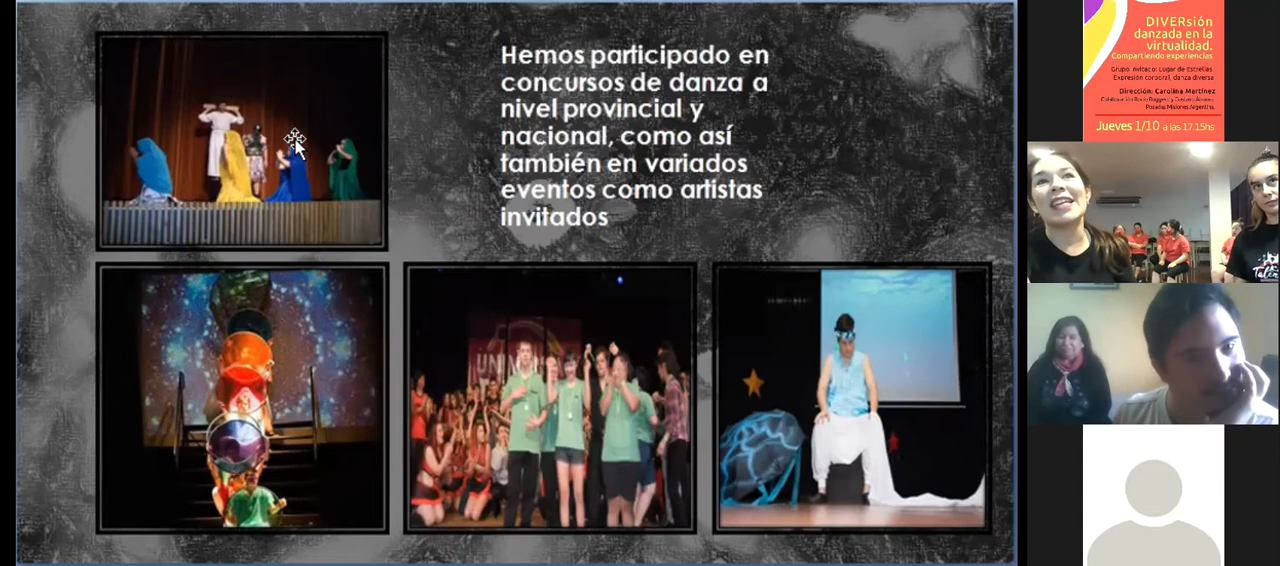 Hemos participado en
concursos de danza a
nivel provincial y
nacional, como así
también en variados
eventos como artistas
invitados
DIVERsión
danzada en la
virtualidad.
Compartiendo experiencias
Grupo invitado: Lugar de Estrellas.
Expresión corporal, danza diversa
Dirección: Carolina Martínez
Posadas Misiones Argentina.
Jueves 1/10 a las 17.15hs